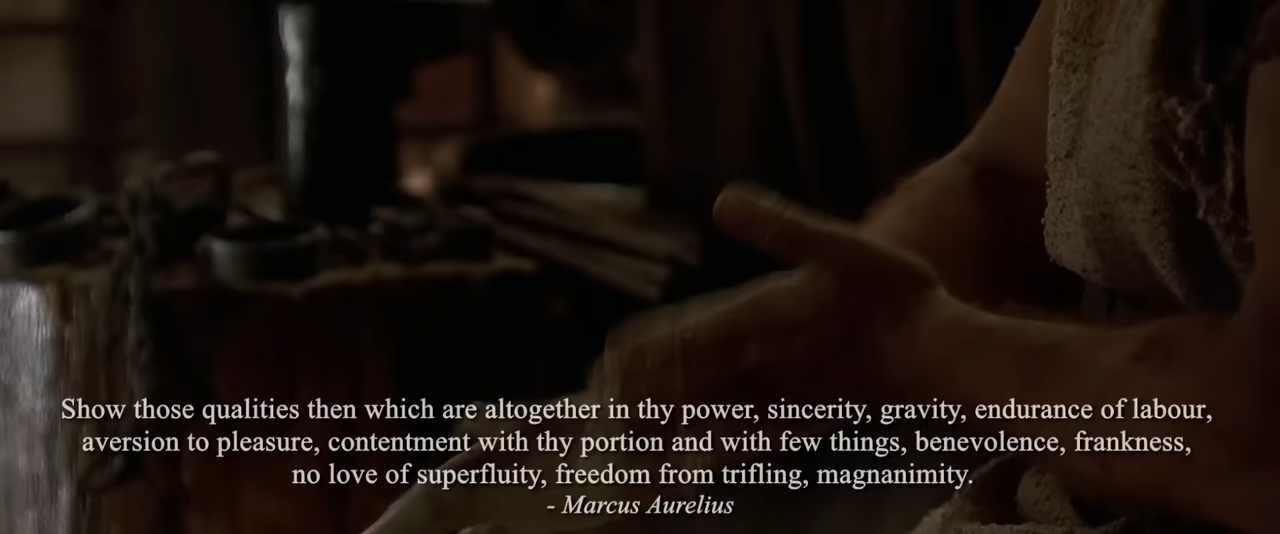 Show those qualities then which are altogether in thy power, sincerity, gravity, endurance of labour,
aversion to pleasure, contentment with thy portion and with few things, benevolence, frankness,
no love of superfluity, freedom from trifling, magnanimity.
- Marcus Aurelius